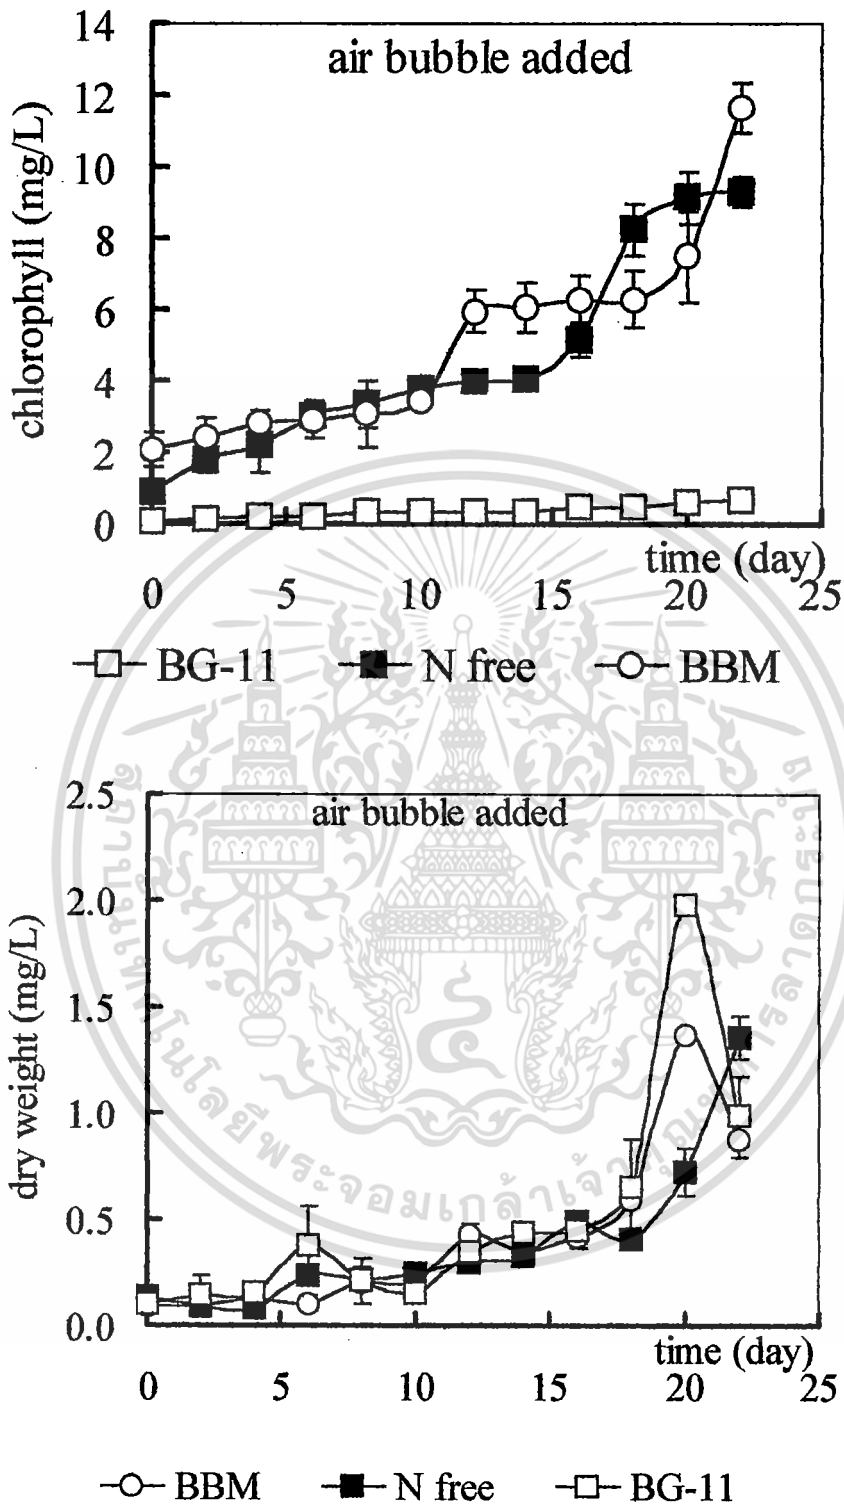 14
12
10
8
6
4
2
0
chlorophyll (mg/L)
air bubble added
time (day)
0 5 10 15 20 25
BG-11 N free BBM
2.5
2.0
1.5
1.0
0.5
0.0
dry weight (mg/L)
air bubble added
time (day)
0 5 10 15 20 25
BBM N free BG-11